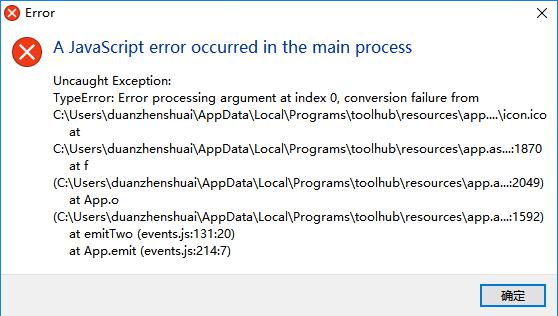 Error
A JavaScript error occurred in the main process
Uncaught Exception:
TypeError: Error processing argument at index 0, conversion failure from
C:\Users\duanzhenshuai\AppData\Local\Programs\toolhub\resources\app....\icon.ico
at
C:\Users\duanzhenshuai\AppData\Local\Programs\toolhub\resources\app.as...:1870
at f
(C:\Users\duanzhenshuai\AppData\Local\Programs\toolhub\resources\app.a...:2049)
at App.o
(C:\Users\duanzhenshuai\AppData\Local\Programs\toolhub\resources\app.a...:1592)
at emitTwo (events.js:131:20)
at App.emit (events.js:214:7)
确定